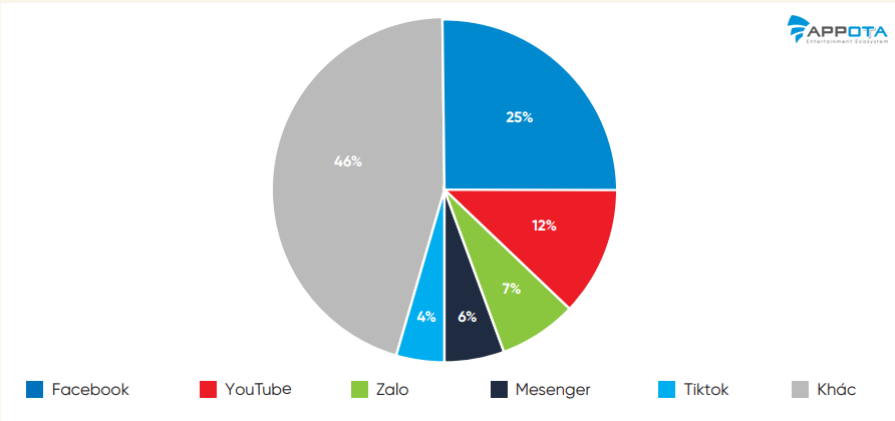 APPOTA
Entertainment Ecosystem
25%
46%
12%
7%
4%
6%
Facebook
YouTube
Zalo
Mesenger
Tiktok
Khác